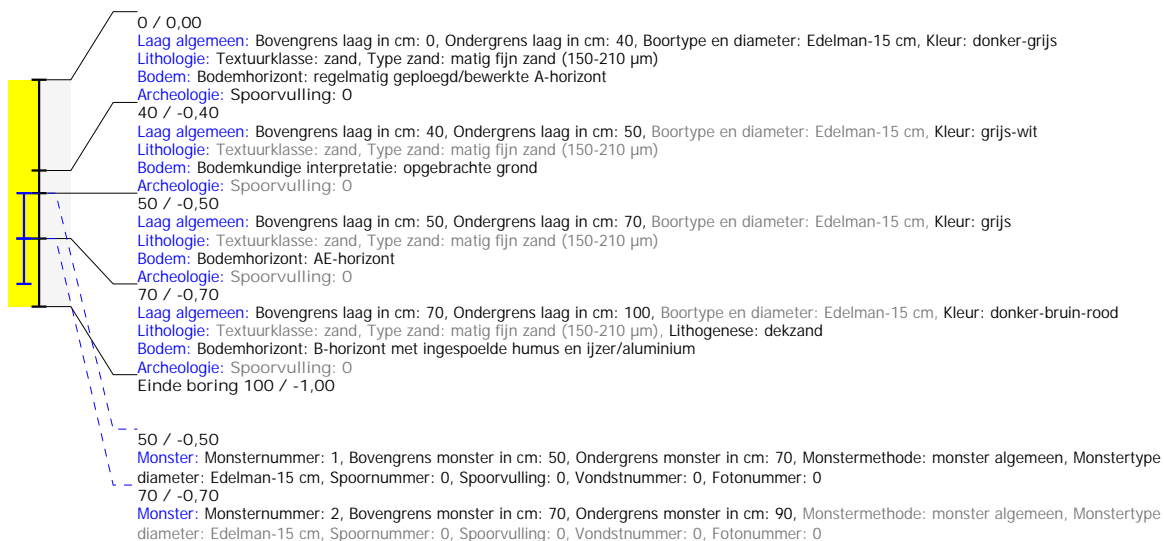 0 / 0,00
Laag algemeen: Bovengrens laag in cm: 0, Ondergrens laag in cm: 40, Boortype en diameter: Edelman-15 cm, Kleur: donker-grijs
Lithologie: Textuurklasse: zand, Type zand: matig fijn zand (150-210 µm)
Bodem: Bodemhorizont: regelmatig geploegd/bewerkte A-horizont
Archeologie: Spoorvulling: 0
40 / -0,40
Laag algemeen: Bovengrens laag in cm: 40, Ondergrens laag in cm: 50, Boortype en diameter: Edelman-15 cm, Kleur: grijs-wit
Lithologie: Textuurklasse: zand, Type zand: matig fijn zand (150-210 µm)
Bodem: Bodemkundige interpretatie: opgebrachte grond
Archeologie: Spoorvulling: 0
50 / -0,50
Laag algemeen: Bovengrens laag in cm: 50, Ondergrens laag in cm: 70, Boortype en diameter: Edelman-15 cm, Kleur: grijs
Lithologie: Textuurklasse: zand, Type zand: matig fijn zand (150-210 µm)
Bodem: Bodemhorizont: AE-horizont
Archeologie: Spoorvulling: 0
70 / -0,70
Laag algemeen: Bovengrens laag in cm: 70, Ondergrens laag in cm: 100, Boortype en diameter: Edelman-15 cm, Kleur: donker-bruin-rood
Lithologie: Textuurklasse: zand, Type zand: matig fijn zand (150-210 µm), Lithogenese: dekzand
Bodem: Bodemhorizont: B-horizont met ingespoelde humus en ijzer/aluminium
Archeologie: Spoorvulling: 0
Einde boring 100 / -1,00
50 / -0,50
Monster: Monsternummer: 1, Bovengrens monster in cm: 50, Ondergrens monster in cm: 70, Monstermethode: monster algemeen, Monstertype
diameter: Edelman-15 cm, Spoornummer: 0, Spoorvulling: 0, Vondstnummer: 0, Fotonummer: 0
70 / -0,70
Monster: Monsternummer: 2, Bovengrens monster in cm: 70, Ondergrens monster in cm: 90, Monstermethode: monster algemeen, Monstertype
diameter: Edelman-15 cm, Spoornummer: 0, Spoorvulling: 0, Vondstnummer: 0, Fotonummer: 0